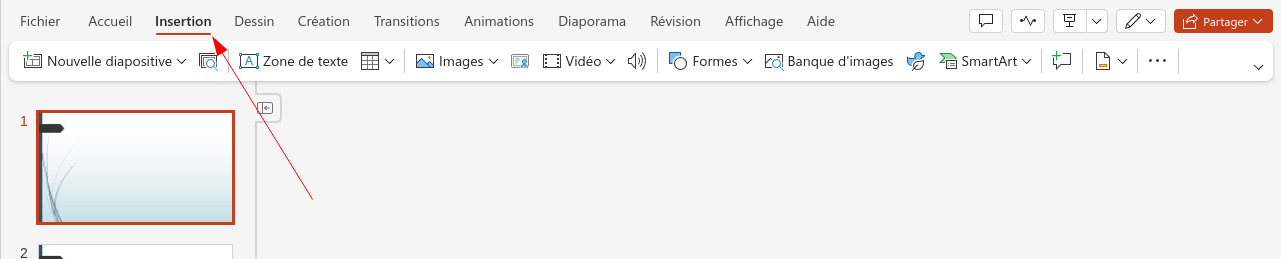 Fichier Accueil Insertion Dessin Création Transitions Animations Diaporama Révision Affichage Aide Partager
Nouvelle diapositive Zone de texte Images Vidéo Formes Banque d'images SmartArt
1
2